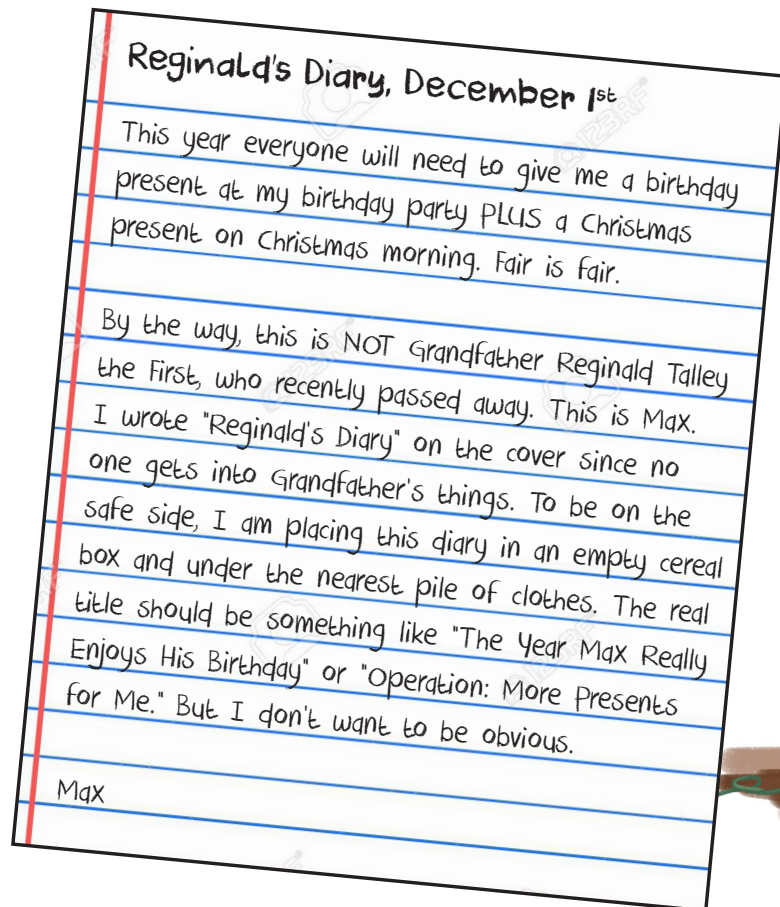 Reginald's Diary, December 1st
This year everyone will need to give me a birthday
present at my birthday party PLUS a Christmas
present on Christmas morning. Fair is fair.
By the way, this is NOT Grandfather Reginald Talley
the First, who recently passed away. This is Max.
I wrote "Reginald's Diary" on the cover since no
one gets into Grandfather's things. To be on the
safe side, I am placing this diary in an empty cereal
box and under the nearest pile of clothes. The real
title should be something like "The Year Max Really
Enjoys His Birthday" or "Operation: More Presents
for Me." But I don't want to be obvious.
Max
123RF